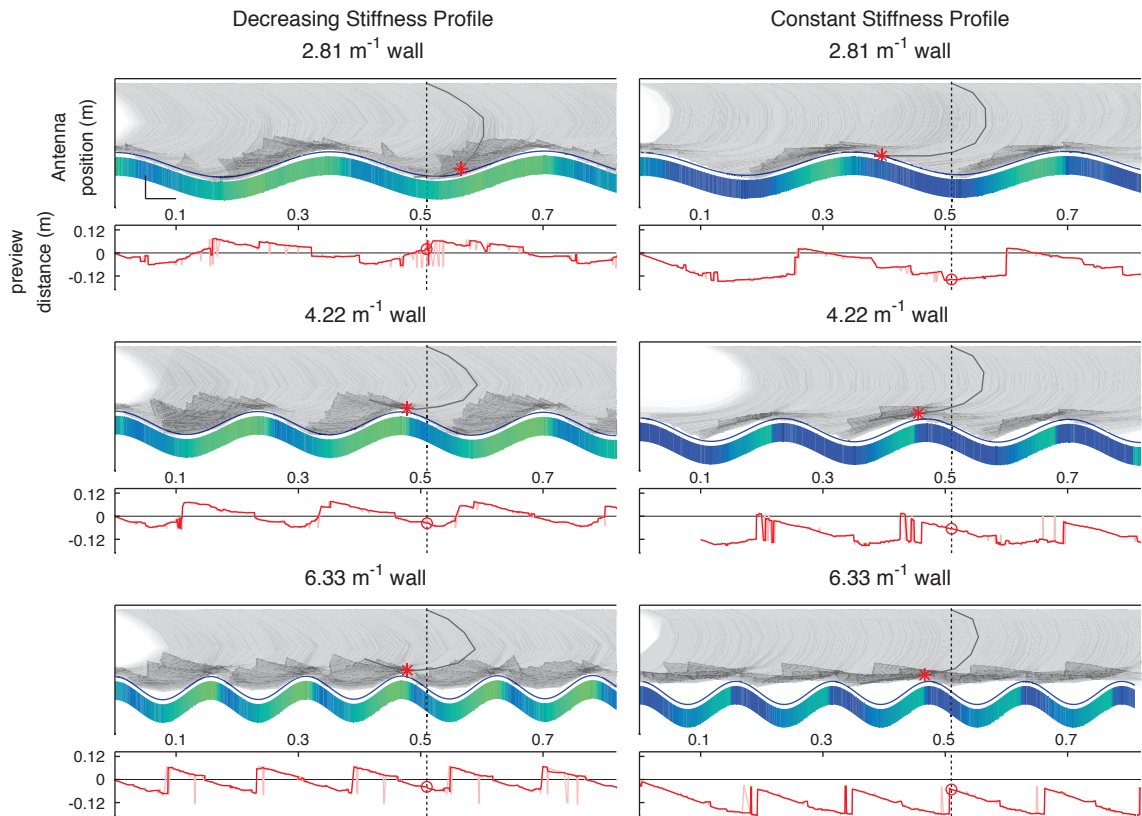 Decreasing Stiffness Profile
Constant Stiffness Profile
2.81 m⁻¹ wall
2.81 m⁻¹ wall
Antenna
position (m)
0.1 0.3 0.5 0.7
0.1 0.3 0.5 0.7
preview
distance (m)
0.12
0
-0.12
0.12
0
-0.12
4.22 m⁻¹ wall
4.22 m⁻¹ wall
0.1 0.3 0.5 0.7
0.1 0.3 0.5 0.7
0.12
0
-0.12
0.12
0
-0.12
6.33 m⁻¹ wall
6.33 m⁻¹ wall
0.1 0.3 0.5 0.7
0.1 0.3 0.5 0.7
0.12
0
-0.12
0.12
0
-0.12